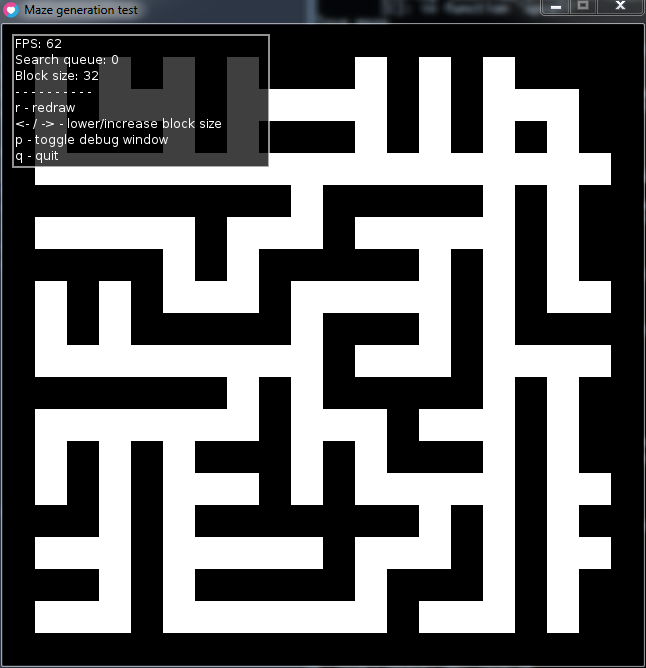 Maze generation test
FPS: 62
Search queue: 0
Block size: 32
- - - - - - - - - -
r - redraw
<- / -> - lower/increase block size
p - toggle debug window
q - quit